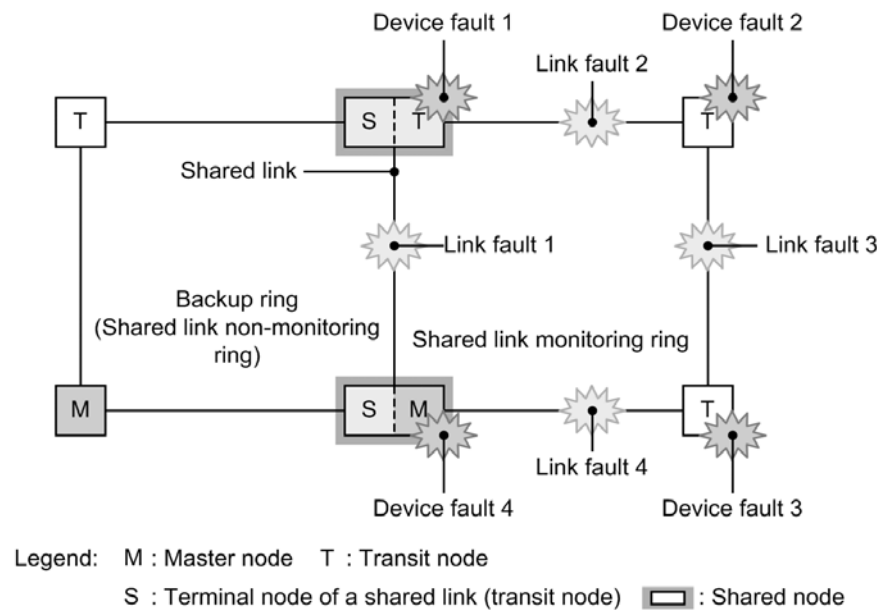 Device fault 1
Device fault 2
Link fault 2
T
S
T
T
Shared link
Link fault 1
Link fault 3
Backup ring
(Shared link non-monitoring
ring)
Shared link monitoring ring
M
S
M
T
Link fault 4
Device fault 4
Device fault 3
Legend: M : Master node T : Transit node
S : Terminal node of a shared link (transit node) : Shared node